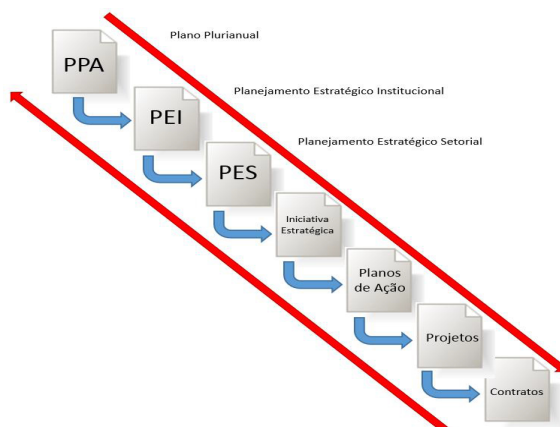 Plano Plurianual
PPA
Planejamento Estratégico Institucional
PEI
Planejamento Estratégico Setorial
PES
Iniciativa
Estratégica
Planos
de Ação
Projetos
Contratos